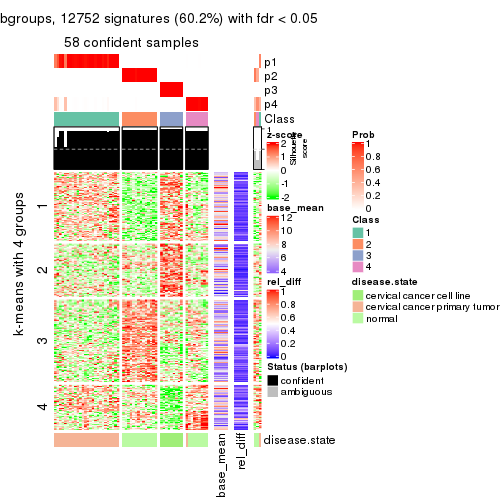 bgroups, 12752 signatures (60.2%) with fdr < 0.05
58 confident samples
p1
p2
p3
p4
Class
1
Silhouette
score
k-means with 4 groups
1
2
3
4
base_mean
rel_diff
disease.state
z-score
2
1
0
-1
-2
base_mean
12
10
8
6
4
rel_diff
1
0.8
0.6
0.4
0.2
0
Status (barplots)
confident
ambiguous
Prob
1
0.8
0.6
0.4
0.2
0
Class
1
2
3
4
disease.state
cervical cancer cell line
cervical cancer primary tumor
normal